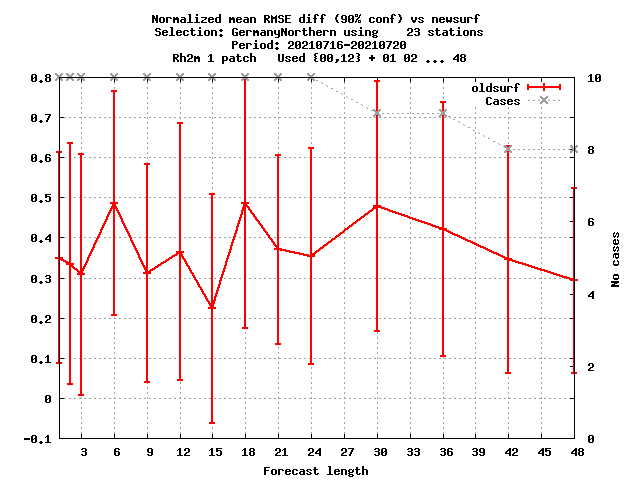 Normalized mean RMSE diff (90% conf) vs newsurf
Selection: GermanyNorthern using    23 stations
Period: 20210716-20210720
Rh2m 1 patch   Used {00,12} + 01 02 ... 48
oldsurf
Cases
0.8
0.7
0.6
0.5
0.4
0.3
0.2
0.1
0
-0.1
10
8
6
4
2
0
No cases
3 6 9 12 15 18 21 24 27 30 33 36 39 42 45 48
Forecast length